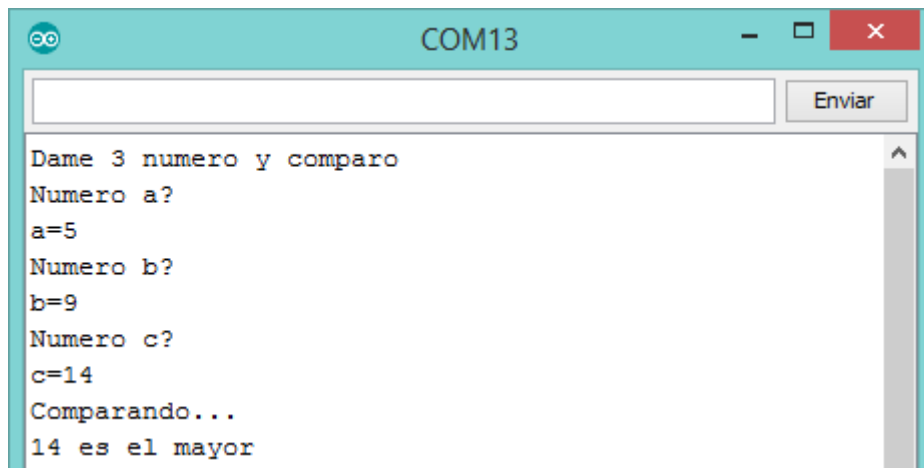 COM13
Enviar
Dame 3 numero y comparo
Numero a?
a=5
Numero b?
b=9
Numero c?
c=14
Comparando...
14 es el mayor